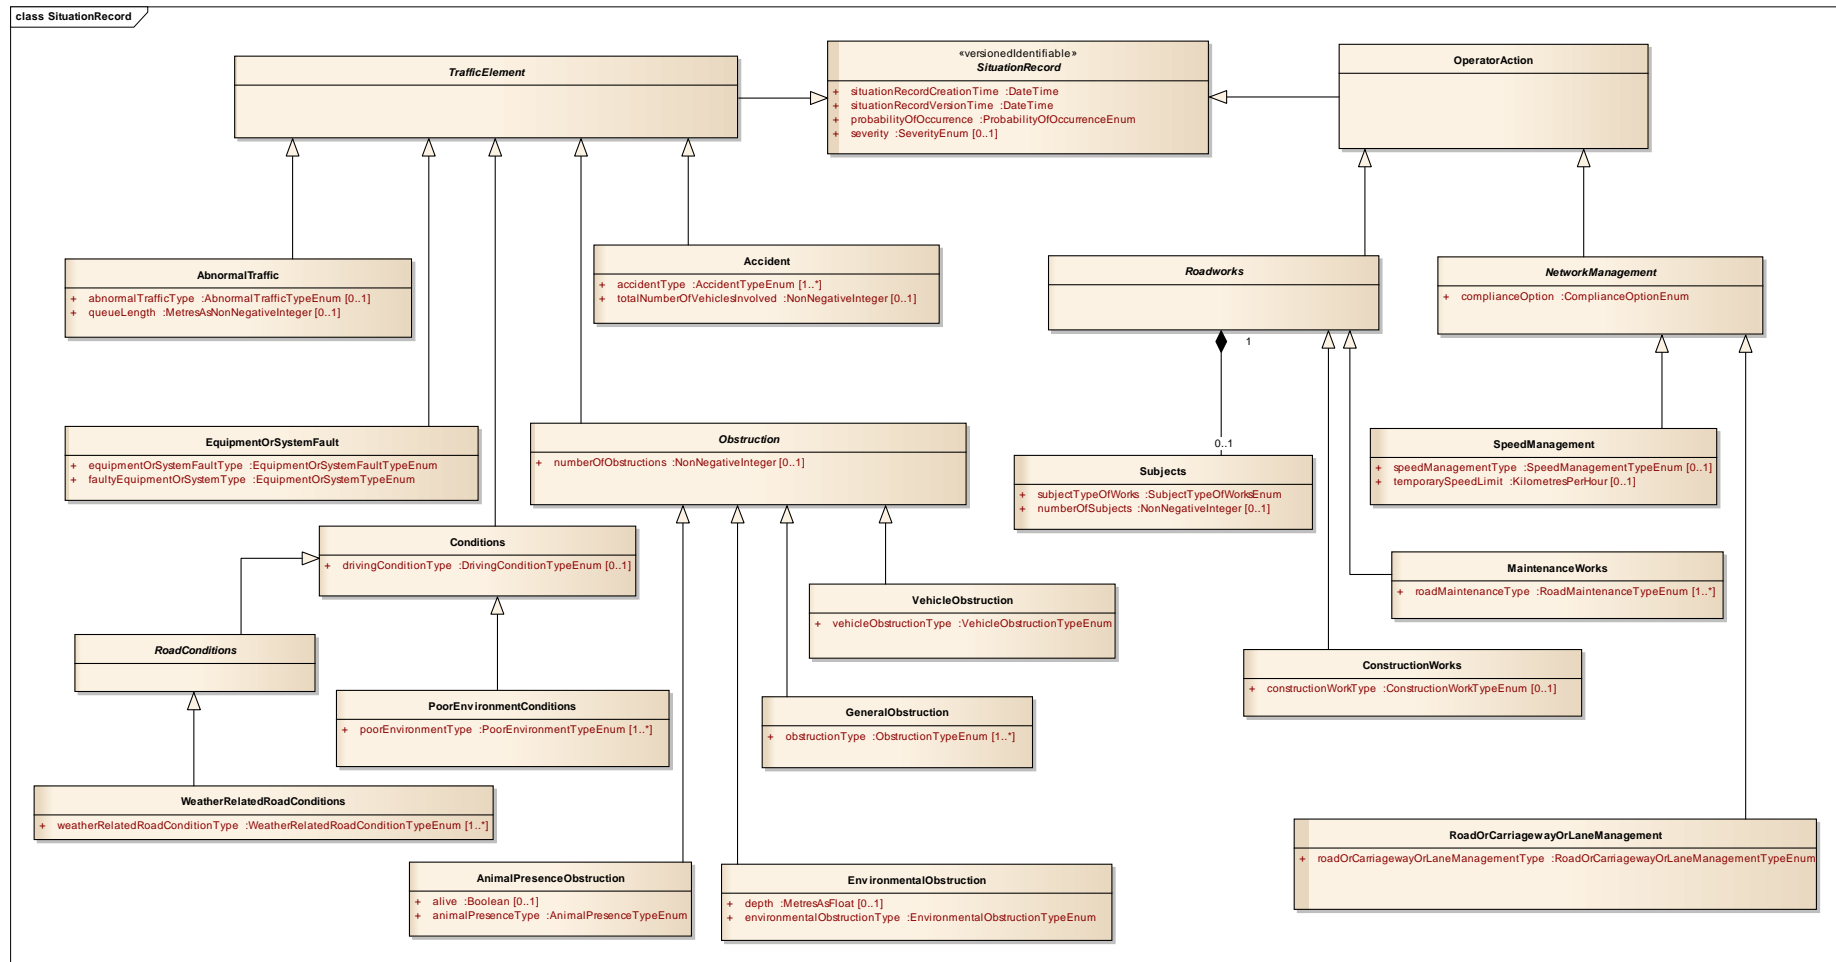 class SituationRecord
TrafficElement
«versionedIdentifiable»
SituationRecord
+ situationRecordCreationTime :DateTime
+ situationRecordVersionTime :DateTime
+ probabilityOfOccurrence :ProbabilityOfOccurrenceEnum
+ severity :SeverityEnum [0..1]
OperatorAction
AbnormalTraffic
+ abnormalTrafficType :AbnormalTrafficTypeEnum [0..1]
+ queueLength :MetresAsNonNegativeInteger [0..1]
Accident
+ accidentType :AccidentTypeEnum [1..*]
+ totalNumberOfVehiclesInvolved :NonNegativeInteger [0..1]
Roadworks
1
0..1
NetworkManagement
+ complianceOption :ComplianceOptionEnum
EquipmentOrSystemFault
+ equipmentOrSystemFaultType :EquipmentOrSystemFaultTypeEnum
+ faultyEquipmentOrSystemType :EquipmentOrSystemTypeEnum
Obstruction
+ numberOfObstructions :NonNegativeInteger [0..1]
Subjects
+ subjectTypeOfWorks :SubjectTypeOfWorksEnum
+ numberOfSubjects :NonNegativeInteger [0..1]
SpeedManagement
+ speedManagementType :SpeedManagementTypeEnum [0..1]
+ temporarySpeedLimit :KilometresPerHour [0..1]
Conditions
+ drivingConditionType :DrivingConditionTypeEnum [0..1]
MaintenanceWorks
+ roadMaintenanceType :RoadMaintenanceTypeEnum [1..*]
VehicleObstruction
+ vehicleObstructionType :VehicleObstructionTypeEnum
RoadConditions
ConstructionWorks
+ constructionWorkType :ConstructionWorkTypeEnum [0..1]
PoorEnvironmentConditions
+ poorEnvironmentType :PoorEnvironmentTypeEnum [1..*]
GeneralObstruction
+ obstructionType :ObstructionTypeEnum [1..*]
WeatherRelatedRoadConditions
+ weatherRelatedRoadConditionType :WeatherRelatedRoadConditionTypeEnum [1..*]
RoadOrCarriagewayOrLaneManagement
+ roadOrCarriagewayOrLaneManagementType :RoadOrCarriagewayOrLaneManagementTypeEnum
AnimalPresenceObstruction
+ alive :Boolean [0..1]
+ animalPresenceType :AnimalPresenceTypeEnum
EnvironmentalObstruction
+ depth :MetresAsFloat [0..1]
+ environmentalObstructionType :EnvironmentalObstructionTypeEnum